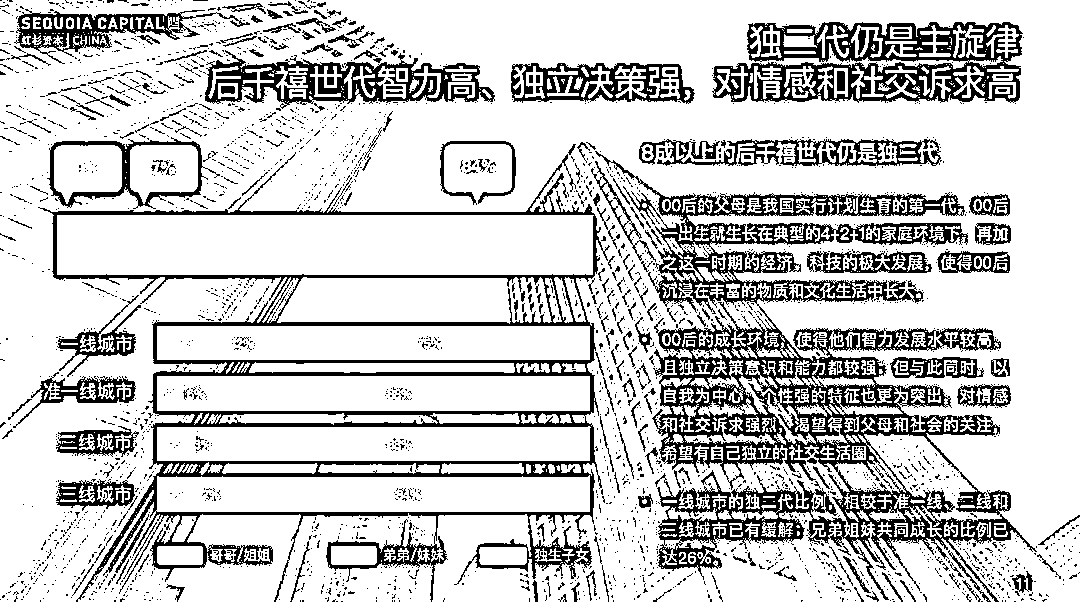 SEQUOIA CAPITAL
红杉资本 CHINA
独二代仍是主旋律
后千禧世代智力高、独立决策强，对情感和社交诉求高
84%
8成以上的后千禧世代仍是独二代
00后的父母是我国实行计划生育的第一代，00后
一出生就生长在典型的4+2+1的家庭环境下，再加
之这一时期的经济、科技的极大发展，使得00后
沉浸在丰富的物质和文化生活中长大。
00后的成长环境，使得他们智力发展水平较高，
且独立决策意识和能力都较强；但与此同时，以
自我为中心、个性强的特征也更为突出，对情感
和社交诉求强烈，渴望得到父母和社会的关注，
希望有自己独立的社交生活圈。
一线城市的独二代比例，相较于准一线、二线和
三线城市已有缓解；兄弟姐妹共同成长的比例已
达26%。
一线城市
准一线城市
二线城市
三线城市
哥哥/姐姐
弟弟/妹妹
独生子女
11